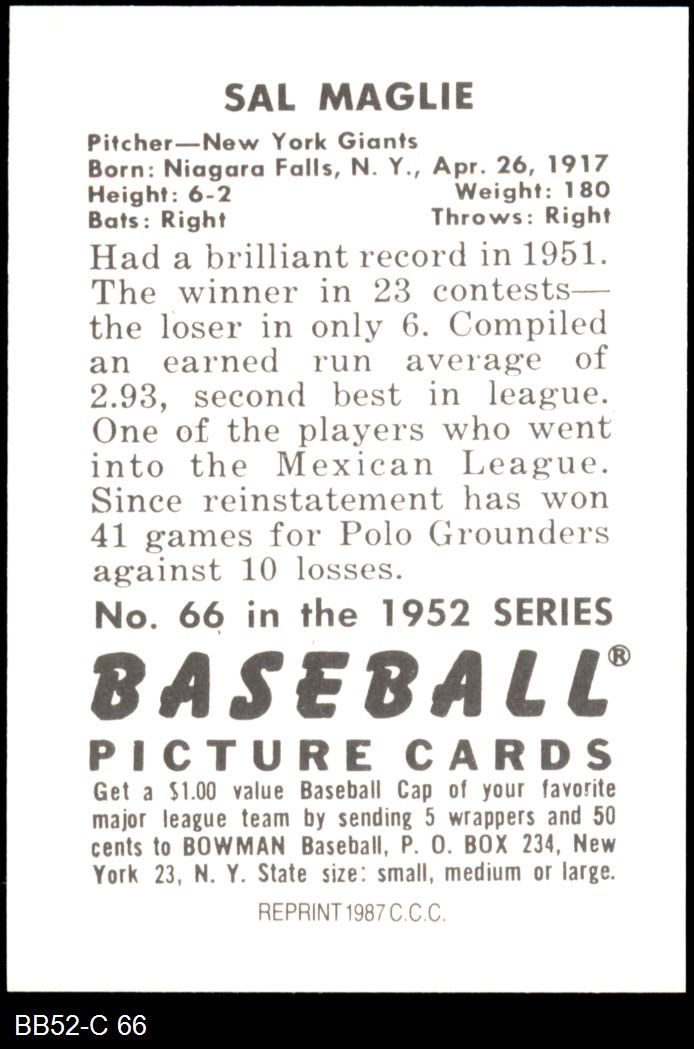 SAL MAGLIE
Pitcher—New York Giants
Born: Niagara Falls, N. Y., Apr. 26, 1917
Height: 6-2 Weight: 180
Bats: Right Throws: Right
Had a brilliant record in 1951.
The winner in 23 contests—
the loser in only 6. Compiled
an earned run average of
2.93, second best in league.
One of the players who went
into the Mexican League.
Since reinstatement has won
41 games for Polo Grounders
against 10 losses.
No. 66 in the 1952 SERIES
BASEBALL®
PICTURE CARDS
Get a $1.00 value Baseball Cap of your favorite
major league team by sending 5 wrappers and 50
cents to BOWMAN Baseball, P. O. BOX 234, New
York 23, N. Y. State size: small, medium or large.
REPRINT 1987 C.C.C.
BB52-C 66